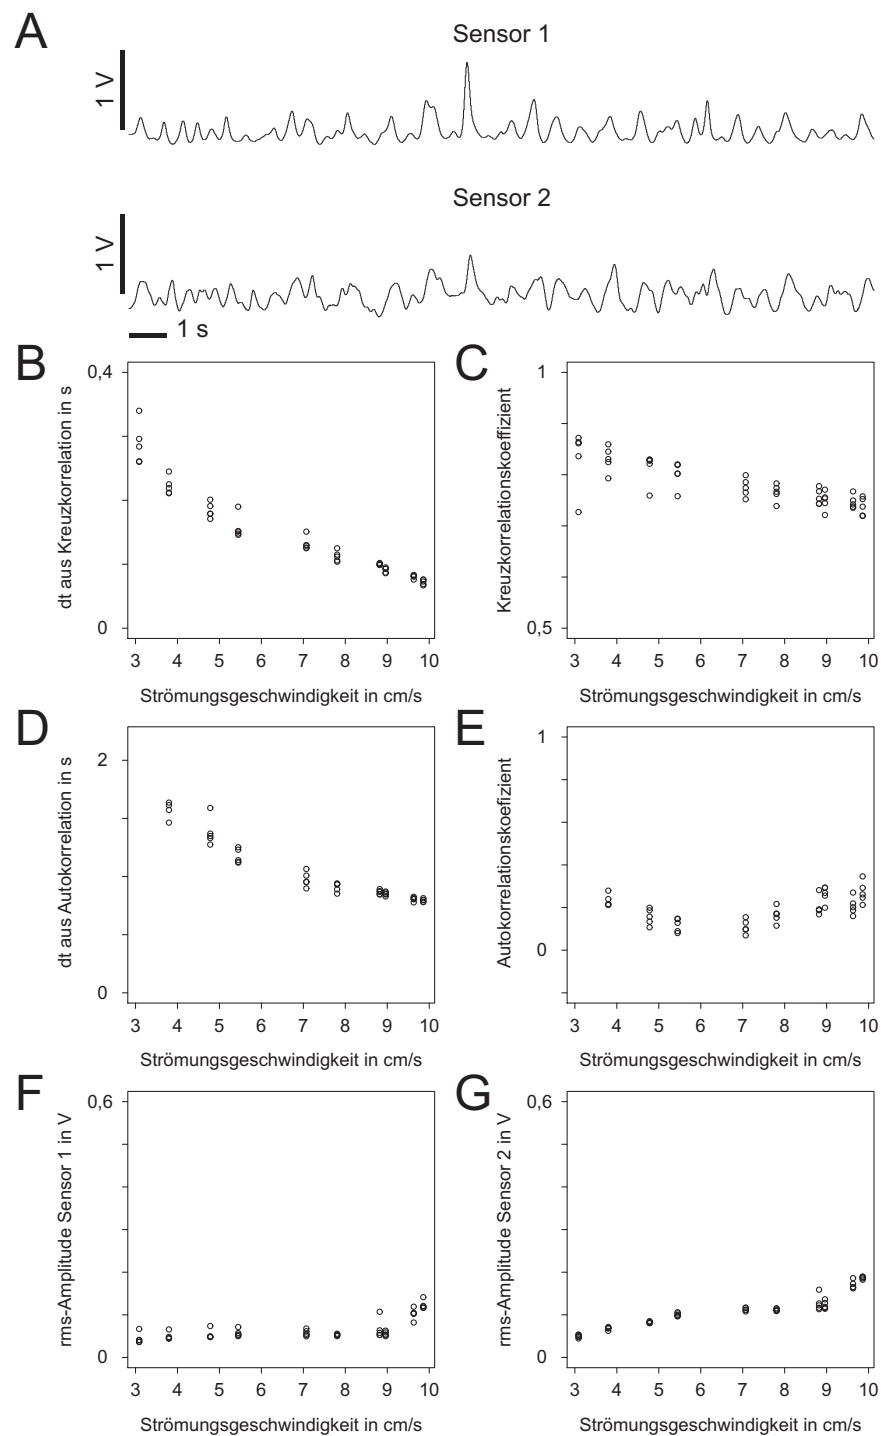 A
Sensor 1
1 V
Sensor 2
1 V
1 s
B
dt aus Kreuzkorrelation in s
0,4
0
3 4 5 6 7 8 9 10
Strömungsgeschwindigkeit in cm/s
C
Kreuzkorrelationskoeffizient
1
0,5
3 4 5 6 7 8 9 10
Strömungsgeschwindigkeit in cm/s
D
dt aus Autokorrelation in s
2
0
3 4 5 6 7 8 9 10
Strömungsgeschwindigkeit in cm/s
E
Autokorrelationskoefizient
1
0
3 4 5 6 7 8 9 10
Strömungsgeschwindigkeit in cm/s
F
rms-Amplitude Sensor 1 in V
0,6
0
3 4 5 6 7 8 9 10
Strömungsgeschwindigkeit in cm/s
G
rms-Amplitude Sensor 2 in V
0,6
0
3 4 5 6 7 8 9 10
Strömungsgeschwindigkeit in cm/s